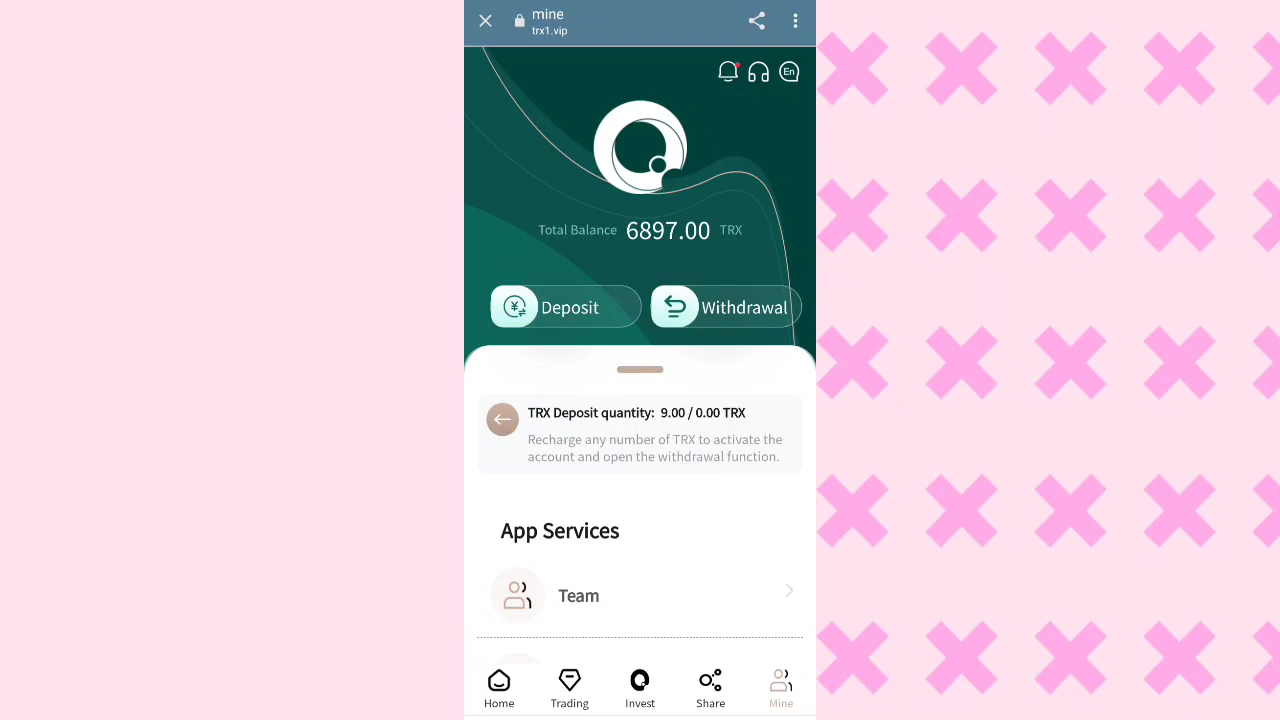 mine
trx1.vip
En
Total Balance 6897.00 TRX
Deposit
Withdrawal
TRX Deposit quantity: 9.00 / 0.00 TRX
Recharge any number of TRX to activate the
account and open the withdrawal function.
App Services
Team
Home
Trading
Invest
Share
Mine